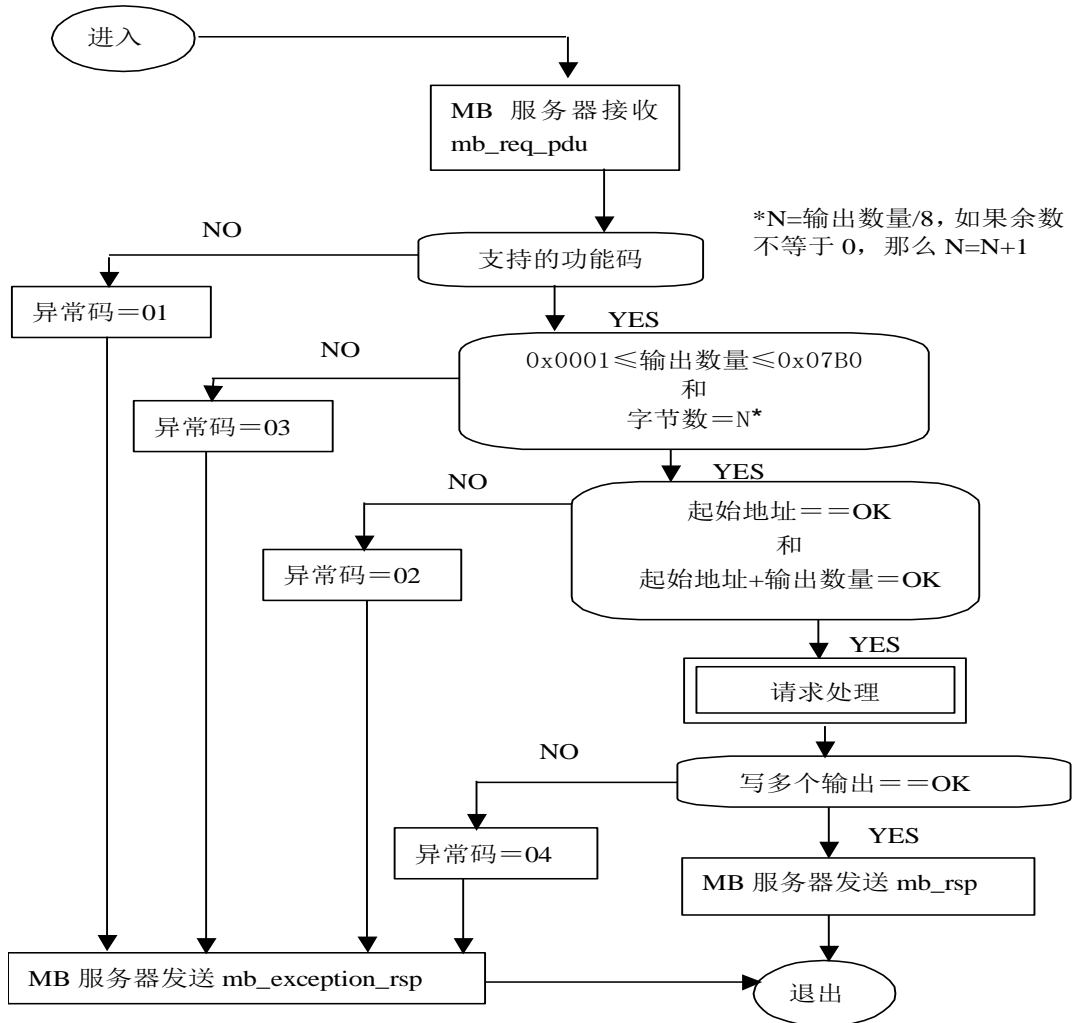 进入
MB 服务器接收
mb_req_pdu
*N=输出数量/8，如果余数
不等于 0，那么 N=N+1
NO
支持的功能码
异常码＝01
YES
NO
0x0001≤输出数量≤0x07B0
和
字节数＝N*
异常码＝03
YES
NO
起始地址＝＝OK
和
起始地址+输出数量＝OK
异常码＝02
YES
请求处理
NO
写多个输出＝＝OK
YES
异常码＝04
MB 服务器发送 mb_rsp
MB 服务器发送 mb_exception_rsp
退出